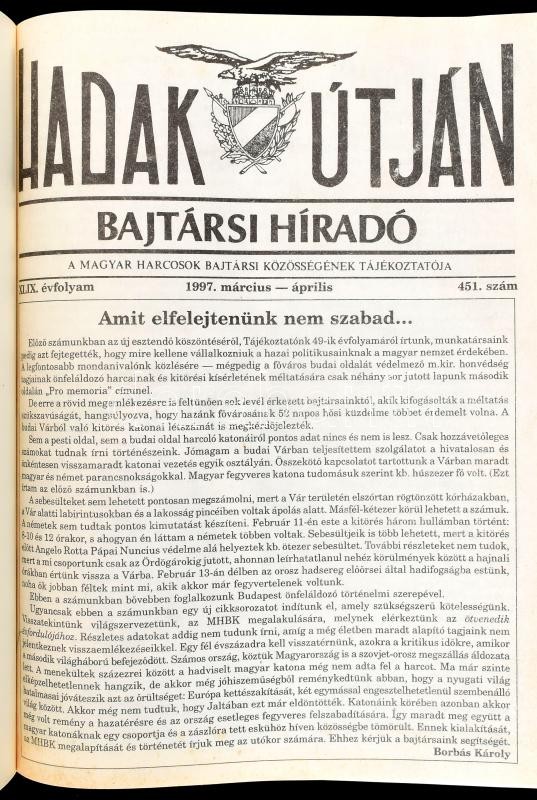 HADAK ÚTJÁN
BAJTÁRSI HÍRADÓ
A MAGYAR HARCOSOK BAJTÁRSI KÖZÖSSÉGÉNEK TÁJÉKOZTATÓJA
XLIX. évfolyam 1997. március — április 451. szám
Amit elfelejtenünk nem szabad...
Előző számunkban az új esztendő köszöntéséről, Tájékoztatónk 49-ik évfolyamáról írtunk, munkatársaink
pedig azt fejtegették, hogy mire kellene vállalkozniuk a hazai politikusainknak a magyar nemzet érdekében.
A legfontosabb mondanivalónk közlésére — mégpedig a főváros budai oldalát védelmező m.kir. honvédség
tagjainak önfeláldozó harcainak és kitörési kísérletének méltatására csak néhány sor jutott lapunk második
oldalán „Pro memoria" címmel.
De erre a rövid megemlékezésre is feltűnően sok levél érkezett bajtársainktól, akik kifogásolták a méltatás
szűkszavúságát, hangsúlyozva, hogy hazánk fővárosának 52 napos hősi küzdelme többet érdemelt volna. A
budai Várból való kitörés katonai létszámát is megkérdőjelezték.
Sem a pesti oldal, sem a budai oldal harcoló katonáiról pontos adat nincs és nem is lesz. Csak hozzávetőleges
számokat tudnak írni történészeink. Jómagam a budai Várban teljesítettem szolgálatot a hivatalosan és
önkéntesen visszamaradt katonai vezetés egyik osztályán. Összekötő kapcsolatot tartottunk a Várban maradt
magyar és német parancsnokságokkal. Magyar fegyveres katona tudomásuk szerint kb. húszezer fő volt. (Ezt
írtam az előző számunkban is.)
A sebesülteket sem lehetett pontosan megszámolni, mert a Vár területén elszórtan rögtönzött kórházakban,
a Vár alatti labirintusokban és a lakosság pincéiben voltak ápolás alatt. Másfél-kétezer körül lehetett a számuk.
A németek sem tudtak pontos kimutatást készíteni. Február 11-én este a kitörés három hullámban történt:
8-10 és 12 órakor, s ahogyan én láttam a németek többen voltak. Sebesültjeik is több lehetett, mert a kitörés
előtt Angelo Rotta Pápai Nuncius védelme alá helyeztek kb. ötezer sebesültet. További részleteket nem tudok,
mert a mi csoportunk csak az Ördögárokig jutott, ahonnan leírhatatlanul nehéz körülmények között a hajnali
órákban értünk vissza a Várba. Február 13-án délben az orosz hadsereg előőrsei által hadifogságba estünk,
noha ők jobban féltek mint mi, akik akkor már fegyvertelenek voltunk.
Ebben a számunkban bővebben foglalkozunk Budapest önfeláldozó történelmi szerepével.
Ugyancsak ebben a számunkban egy új cikksorozatot indítunk el, amely szükségszerű kötelességünk.
Visszatekintünk világszervezetünk, az MHBK megalakulására, melynek elérkeztünk az ötvenedik
évfordulójához. Részletes adatokat addig nem tudunk írni, amíg a még életben maradt alapító tagjaink nem
jelentkeznek visszaemlékezéseikkel. Egy fél évszázadra kell visszatérnünk, azokra a kritikus időkre, amikor
a második világháború befejeződött. Számos ország, köztük Magyarország is a szovjet-orosz megszállás áldozata
lett. A menekültek százezrei között a hadviselt magyar katona még nem adta fel a harcot. Ma már szinte
elképzelhetetlennek hangzik, de akkor még jóhiszeműségből reménykedtünk abban, hogy a nyugati világ
hatalmasai jóváteszik azt az őrültséget: Európa kettészakítását, két egymással engesztelhetetlenül szembenálló
világ között. Akkor még nem tudtuk, hogy Jaltában ezt már eldöntötték. Katonáink körében azonban akkor
még volt remény a hazatérésre és az ország esetleges fegyveres felszabadítására. Így maradt meg együtt a
magyar katonáknak egy csoportja és a zászlóra tett eskühöz híven közösségbe tömörült. Ennek kialakítását,
az MHBK megalapítását és történetét írjuk meg az utókor számára. Ehhez kérjük a bajtársaink segítségét.
Borbás Károly